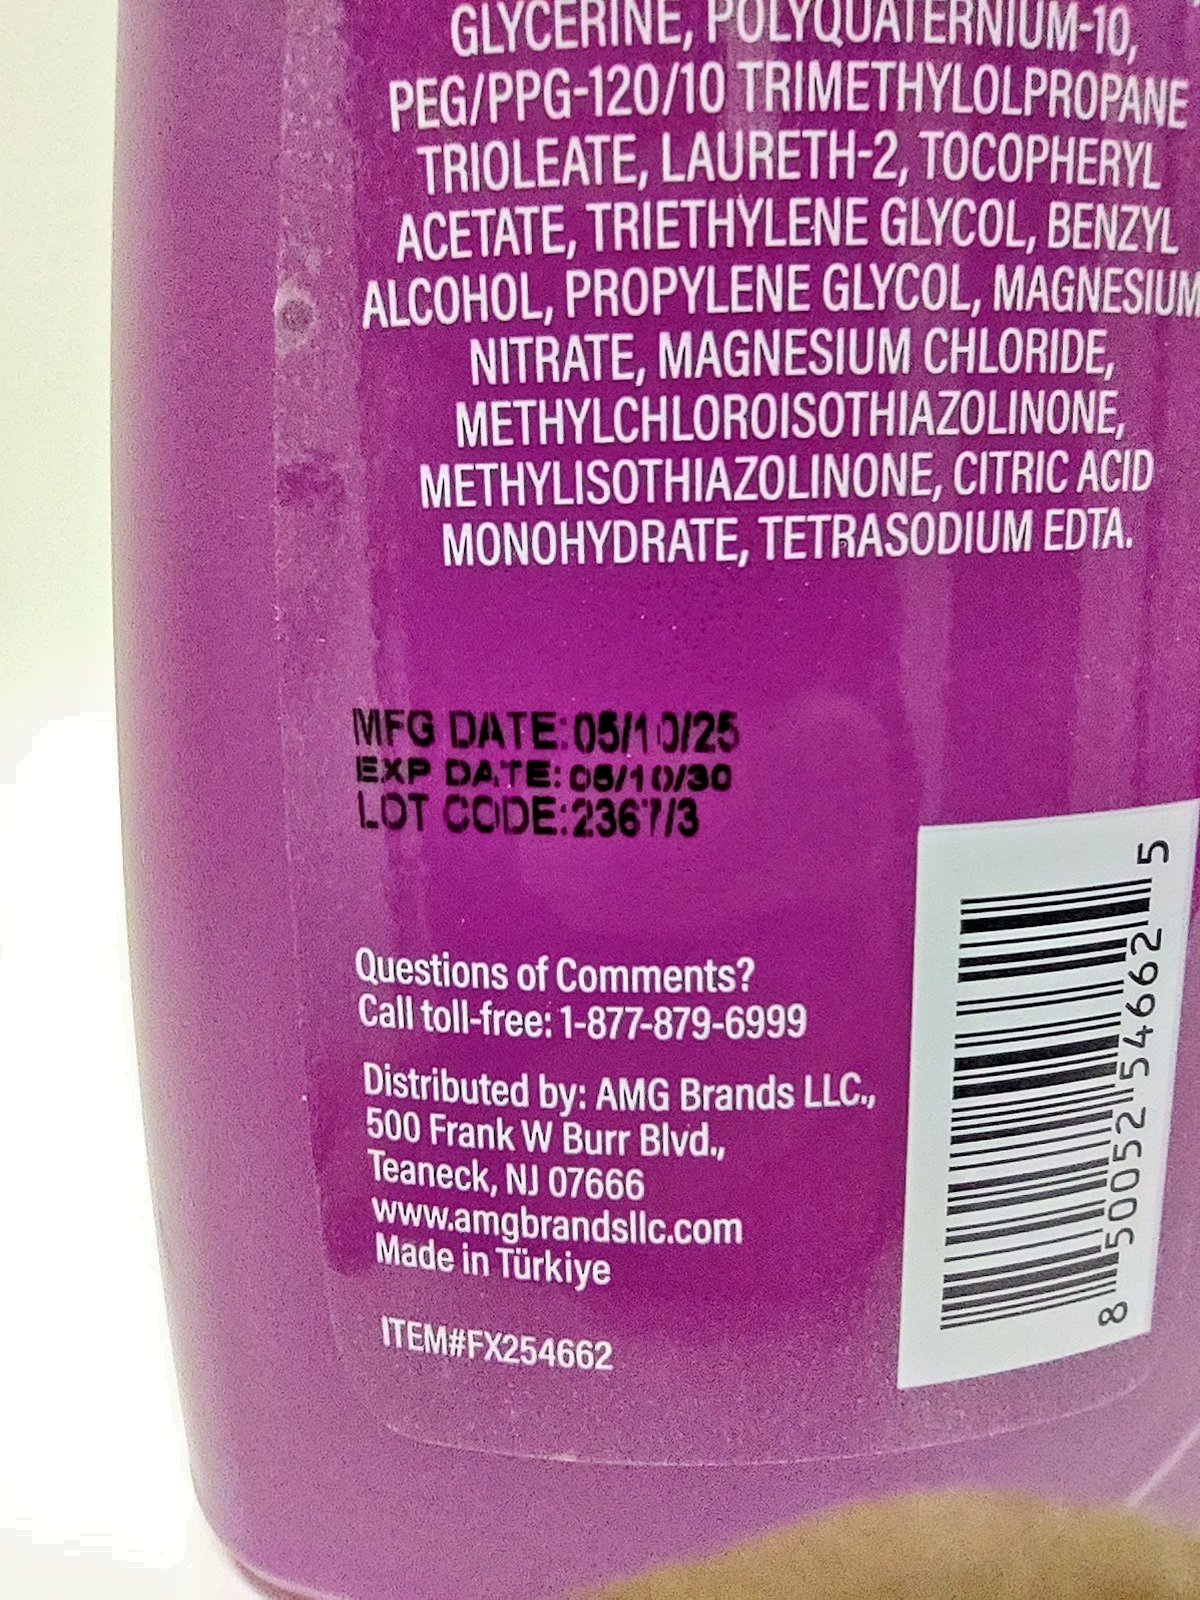 GLYCERINE, POLYQUATERNIUM-10,
PEG/PPG-120/10 TRIMETHYLOLPROPANE
TRIOLEATE, LAURETH-2, TOCOPHERYL
ACETATE, TRIETHYLENE GLYCOL, BENZYL
ALCOHOL, PROPYLENE GLYCOL, MAGNESIUM
NITRATE, MAGNESIUM CHLORIDE,
METHYLCHLOROISOTHIAZOLINONE,
METHYLISOTHIAZOLINONE, CITRIC ACID
MONOHYDRATE, TETRASODIUM EDTA.
MFG DATE:05/10/25
EXP DATE:05/10/30
LOT CODE:2367/3
Questions of Comments?
Call toll-free: 1-877-879-6999
Distributed by: AMG Brands LLC.,
500 Frank W Burr Blvd.,
Teaneck, NJ 07666
www.amgbrandsllc.com
Made in Türkiye
ITEM#FX254662
8 50052 54662 5